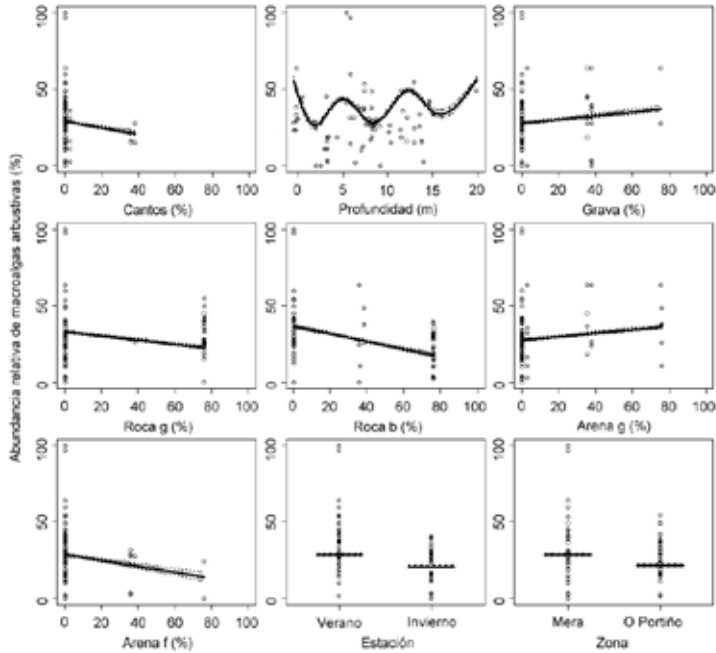 Abundancia relativa de macroalgas arbustivas (%)
0 50 100
0 20 40 60 80 100
Cantos (%)
0 50 100
0 5 10 15 20
Profundidad (m)
0 50 100
0 20 40 60 80 100
Grava (%)
0 50 100
0 20 40 60 80 100
Roca g (%)
0 50 100
0 20 40 60 80 100
Roca b (%)
0 50 100
0 20 40 60 80 100
Arena g (%)
0 50 100
0 20 40 60 80 100
Arena f (%)
0 50 100
Verano Invierno
Estación
0 50 100
Mera O Portiño
Zona